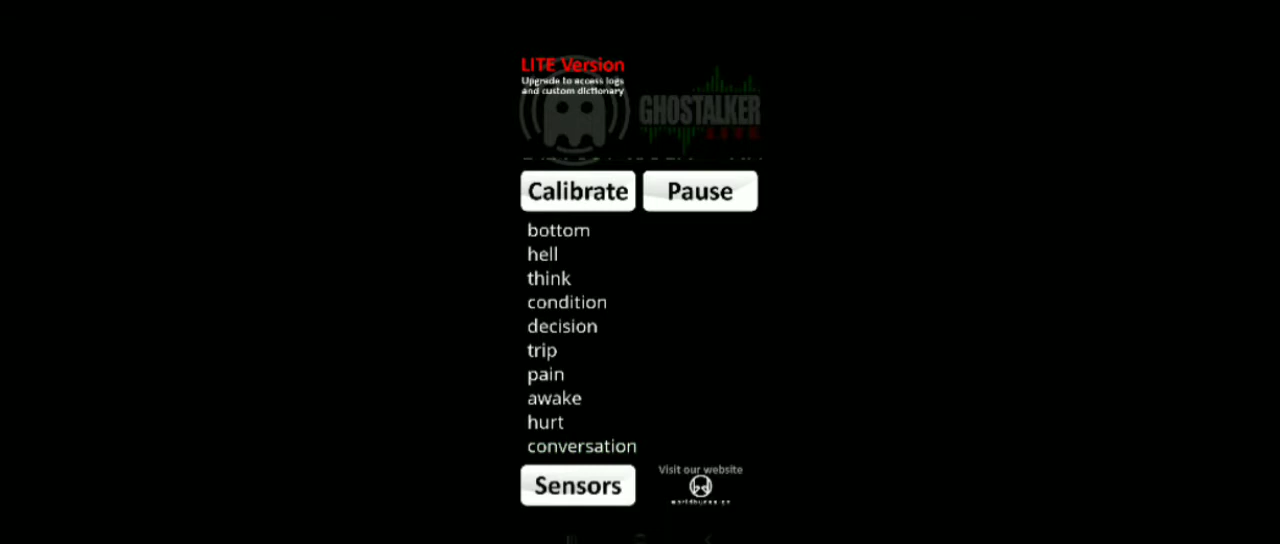 LITE Version
Upgrade to access logs
and custom dictionary
GHOSTALKER
LITE
Calibrate
Pause
bottom
hell
think
condition
decision
trip
pain
awake
hurt
conversation
Sensors
Visit our website